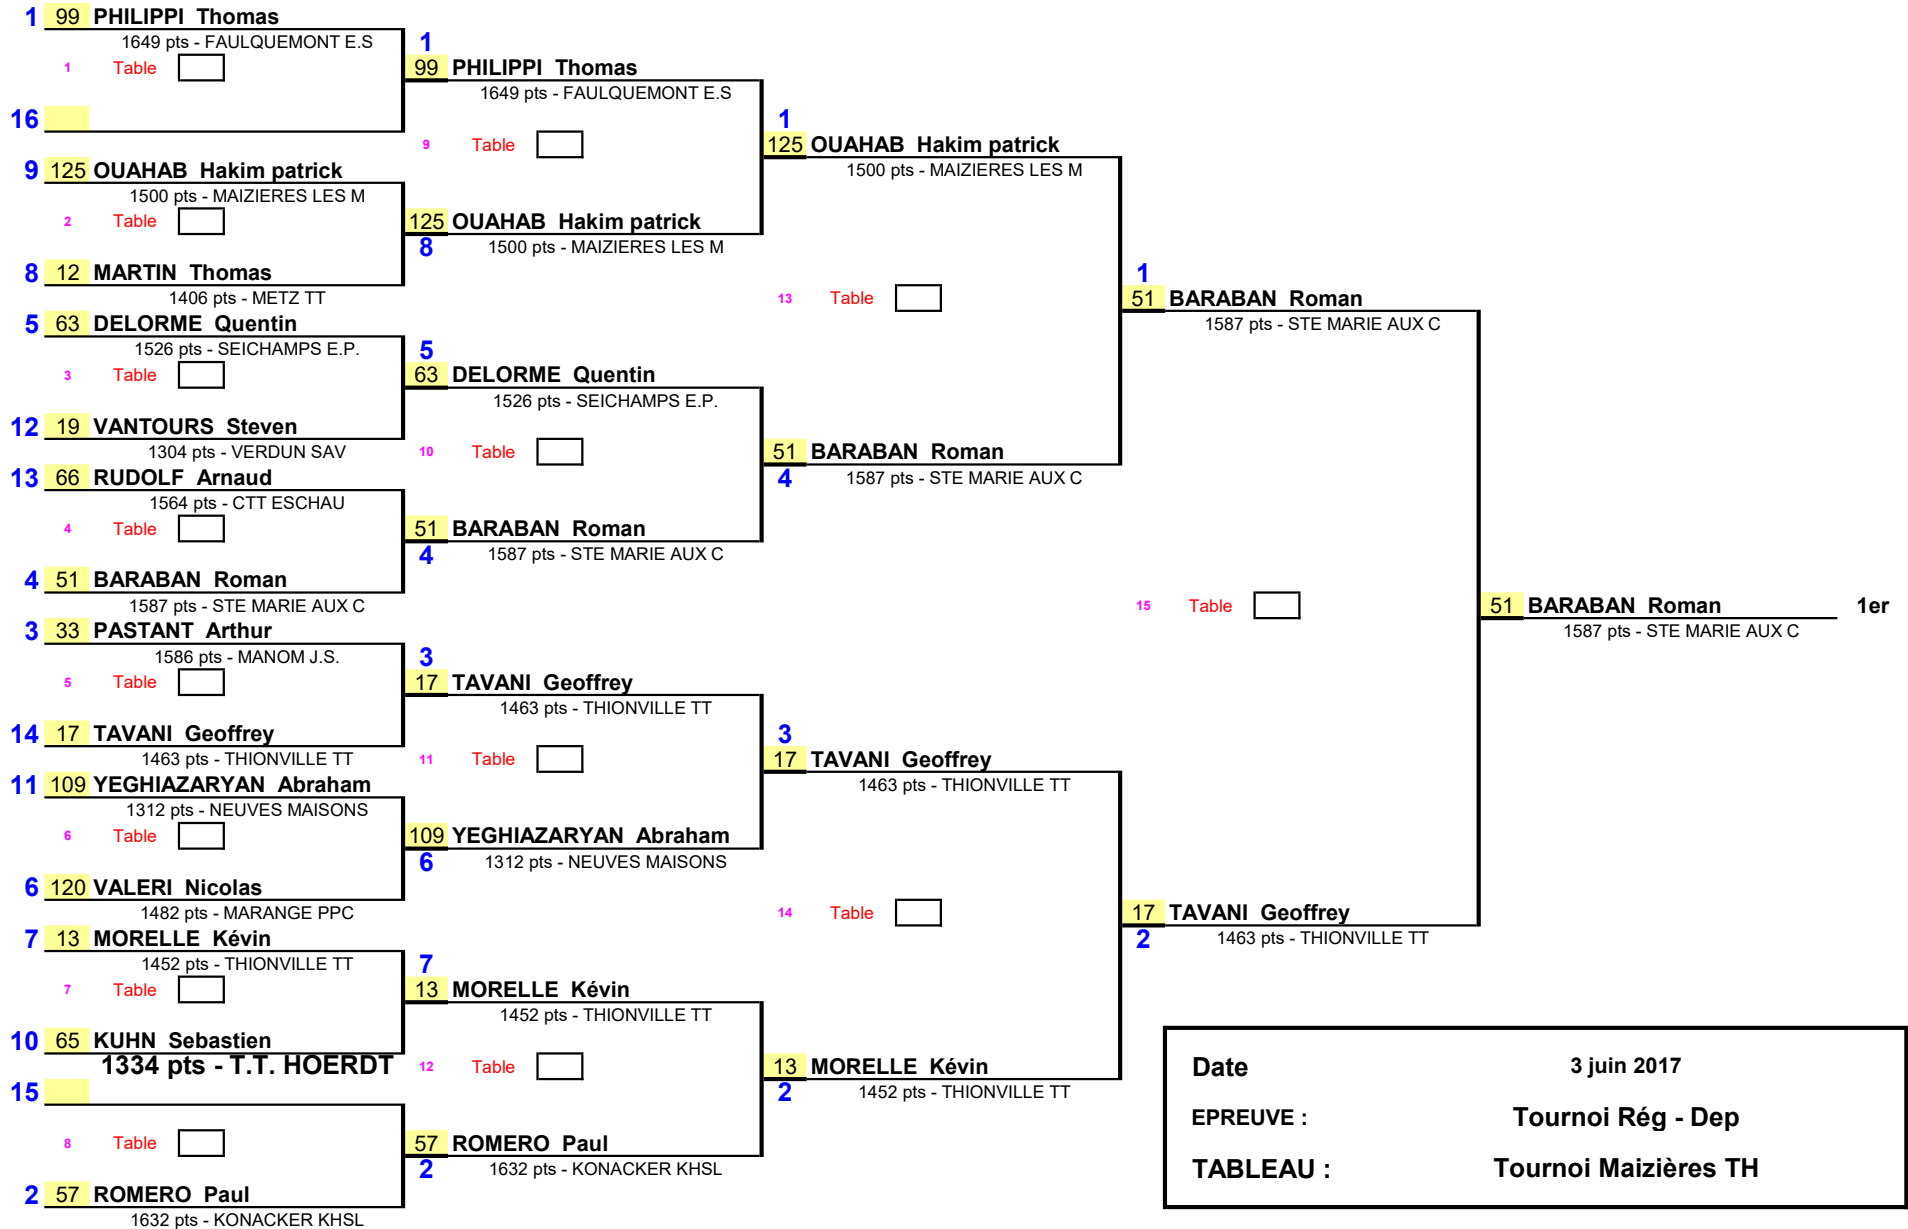 1 99 PHILIPPI Thomas
1649 pts - FAULQUEMONT E.S
1 Table
16
9 125 OUAHAB Hakim patrick
1500 pts - MAIZIERES LES M
2 Table
8 12 MARTIN Thomas
1406 pts - METZ TT
5 63 DELORME Quentin
1526 pts - SEICHAMPS E.P.
3 Table
12 19 VANTOURS Steven
1304 pts - VERDUN SAV
13 66 RUDOLF Arnaud
1564 pts - CTT ESCHAU
4 Table
4 51 BARABAN Roman
1587 pts - STE MARIE AUX C
3 33 PASTANT Arthur
1586 pts - MANOM J.S.
5 Table
14 17 TAVANI Geoffrey
1463 pts - THIONVILLE TT
11 109 YEGHIAZARYAN Abraham
1312 pts - NEUVES MAISONS
6 Table
6 120 VALERI Nicolas
1482 pts - MARANGE PPC
7 13 MORELLE Kévin
1452 pts - THIONVILLE TT
7 Table
10 65 KUHN Sebastien
1334 pts - T.T. HOERDT
15
8 Table
2 57 ROMERO Paul
1632 pts - KONACKER KHSL
1
99 PHILIPPI Thomas
1649 pts - FAULQUEMONT E.S
9 Table
125 OUAHAB Hakim patrick
8
1500 pts - MAIZIERES LES M
5
63 DELORME Quentin
1526 pts - SEICHAMPS E.P.
10 Table
51 BARABAN Roman
4
1587 pts - STE MARIE AUX C
3
17 TAVANI Geoffrey
1463 pts - THIONVILLE TT
11 Table
109 YEGHIAZARYAN Abraham
6
1312 pts - NEUVES MAISONS
7
13 MORELLE Kévin
1452 pts - THIONVILLE TT
12 Table
57 ROMERO Paul
2
1632 pts - KONACKER KHSL
1
125 OUAHAB Hakim patrick
1500 pts - MAIZIERES LES M
13 Table
51 BARABAN Roman
4
1587 pts - STE MARIE AUX C
3
17 TAVANI Geoffrey
1463 pts - THIONVILLE TT
14 Table
13 MORELLE Kévin
2
1452 pts - THIONVILLE TT
1
51 BARABAN Roman
1587 pts - STE MARIE AUX C
15 Table
17 TAVANI Geoffrey
2
1463 pts - THIONVILLE TT
51 BARABAN Roman 1er
1587 pts - STE MARIE AUX C
Date 3 juin 2017
EPREUVE : Tournoi Rég - Dep
TABLEAU : Tournoi Maizières TH